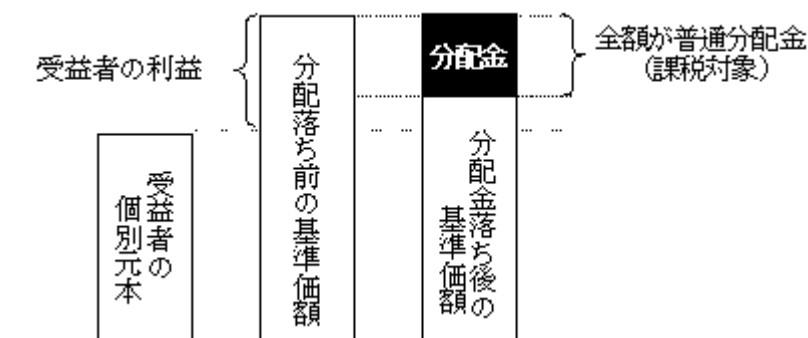 受益者の利益
分配落ち前の基準価額
分配金
全額が普通分配金
(課税対象)
受益者の
個別元本
分配金落ち後の
基準価額